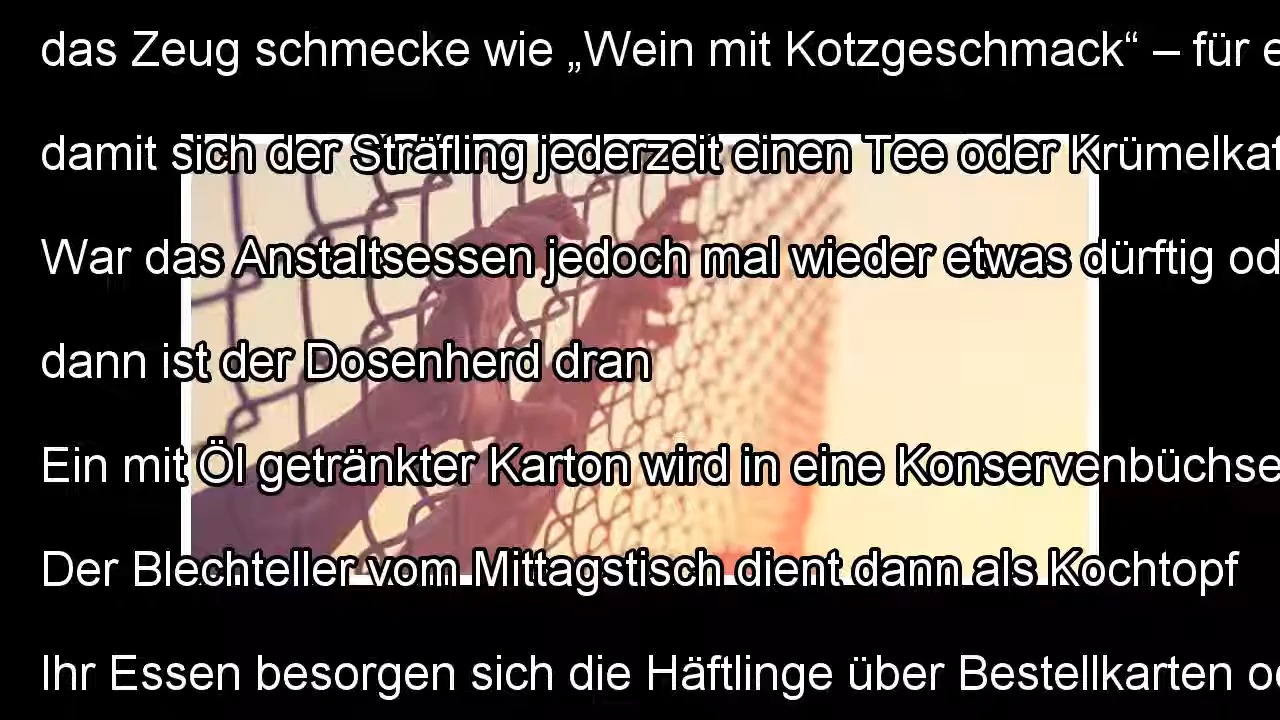 das Zeug schmecke wie „Wein mit Kotzgeschmack“ – für
damit sich der Sträfling jederzeit einen Tee oder
War das Anstaltsessen jedoch mal wieder etwas dürftig
dann ist der Dosenherd dran
Ein mit Öl getränkter Karton wird in eine Konservenbüchse
Der Blechteller vom Mittagstisch dient dann als Kochtopf
Ihr Essen besorgen sich die Häftlinge über Bestellkarten